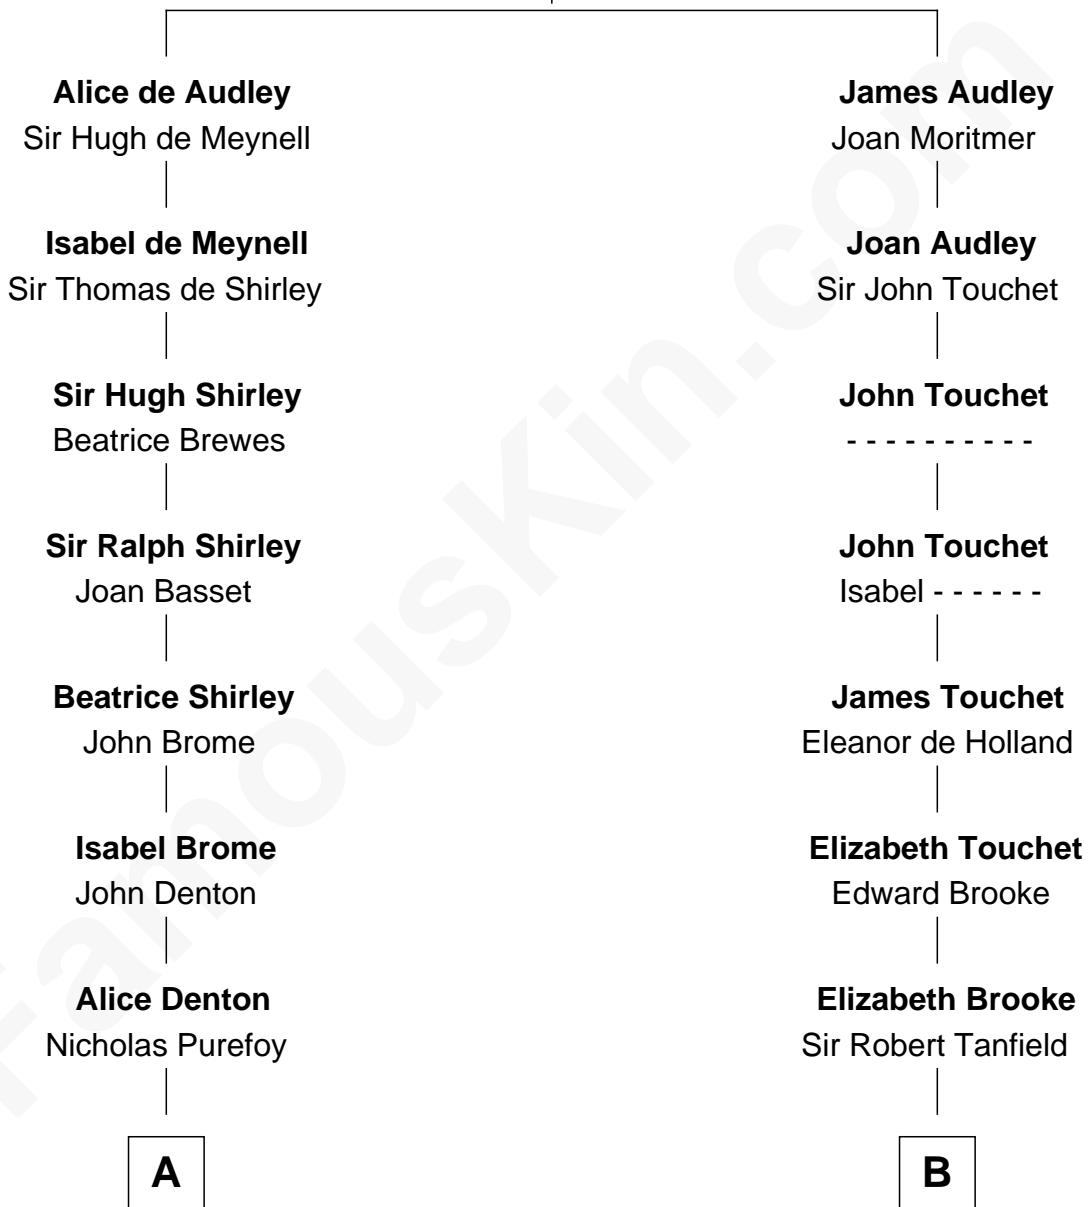 Alice de Audley
Sir Hugh de Meynell
James Audley
Joan Moritmer
Isabel de Meynell
Sir Thomas de Shirley
Joan Audley
Sir John Touchet
Sir Hugh Shirley
Beatrice Brewes
John Touchet
- - - - - - - - - -
Sir Ralph Shirley
Joan Basset
John Touchet
Isabel - - - - - -
Beatrice Shirley
John Brome
James Touchet
Eleanor de Holland
Isabel Brome
John Denton
Elizabeth Touchet
Edward Brooke
Alice Denton
Nicholas Purefoy
Elizabeth Brooke
Sir Robert Tanfield
A
B
FamousKin.com